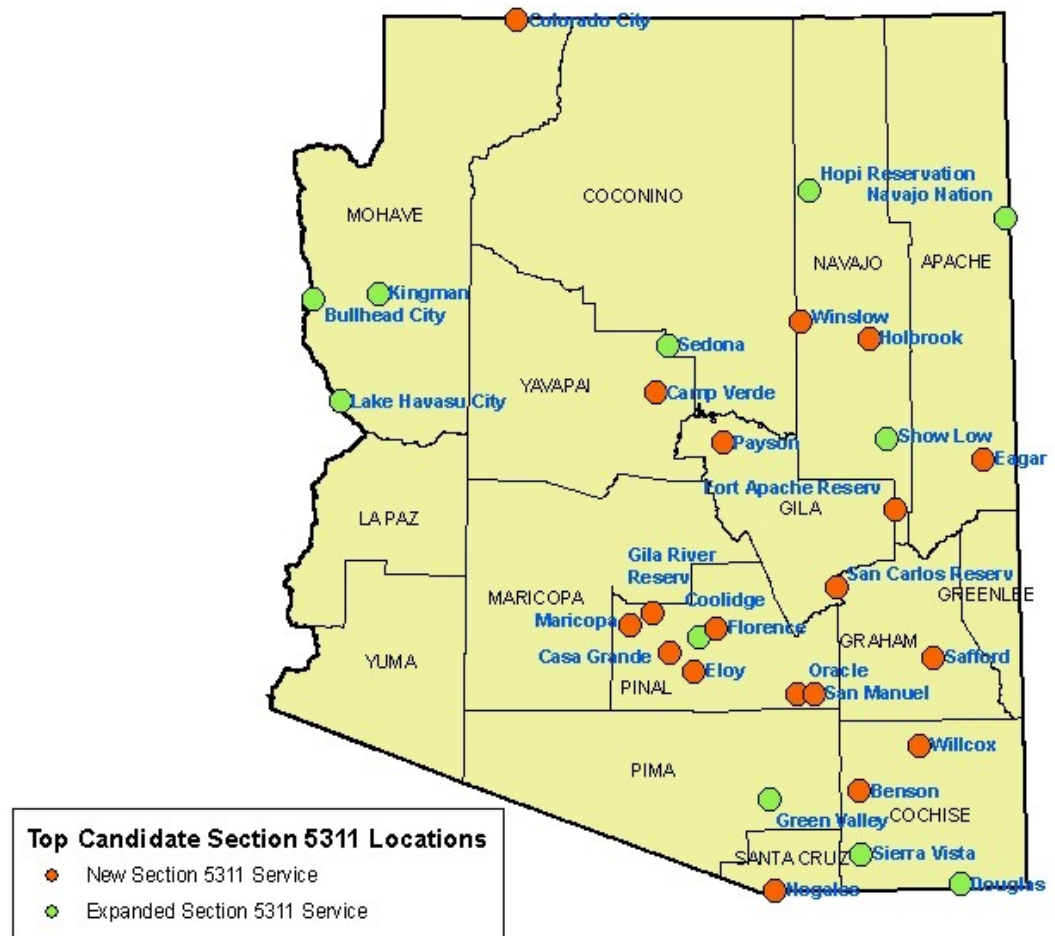 Colorado City
Hopi Reservation
Navajo Nation
COCONINO
MOHAVE
NAVAJO
APACHE
Kingman
Bullhead City
Winslow
Holbrook
Sedona
YAVAPAI
Camp Verde
Lake Havasu City
Show Low
Payson
Eagar
Fort Apache Reserv
GILA
LA PAZ
Gila River
Reserv
San Carlos Reserv
GREENLEE
MARICOPA
Coolidge
Maricopa
Florence
GRAHAM
Casa Grande
Safford
YUMA
Eloy
Oracle
PINAL
San Manuel
Willcox
PIMA
Benson
Green Valley
COCHISE
SANTA CRUZ
Sierra Vista
Nogales
Douglas
Top Candidate Section 5311 Locations
New Section 5311 Service
Expanded Section 5311 Service